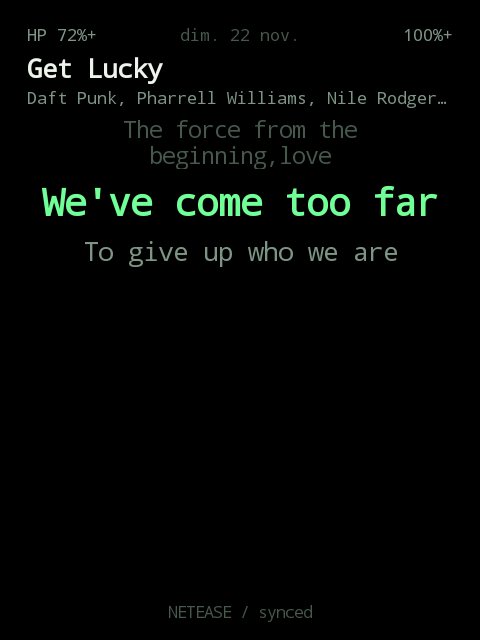 HP 72%+ dim. 22 nov. 100%+
Get Lucky
Daft Punk, Pharrell Williams, Nile Rodger…
The force from the
beginning,love
We've come too far
To give up who we are
NETEASE / synced